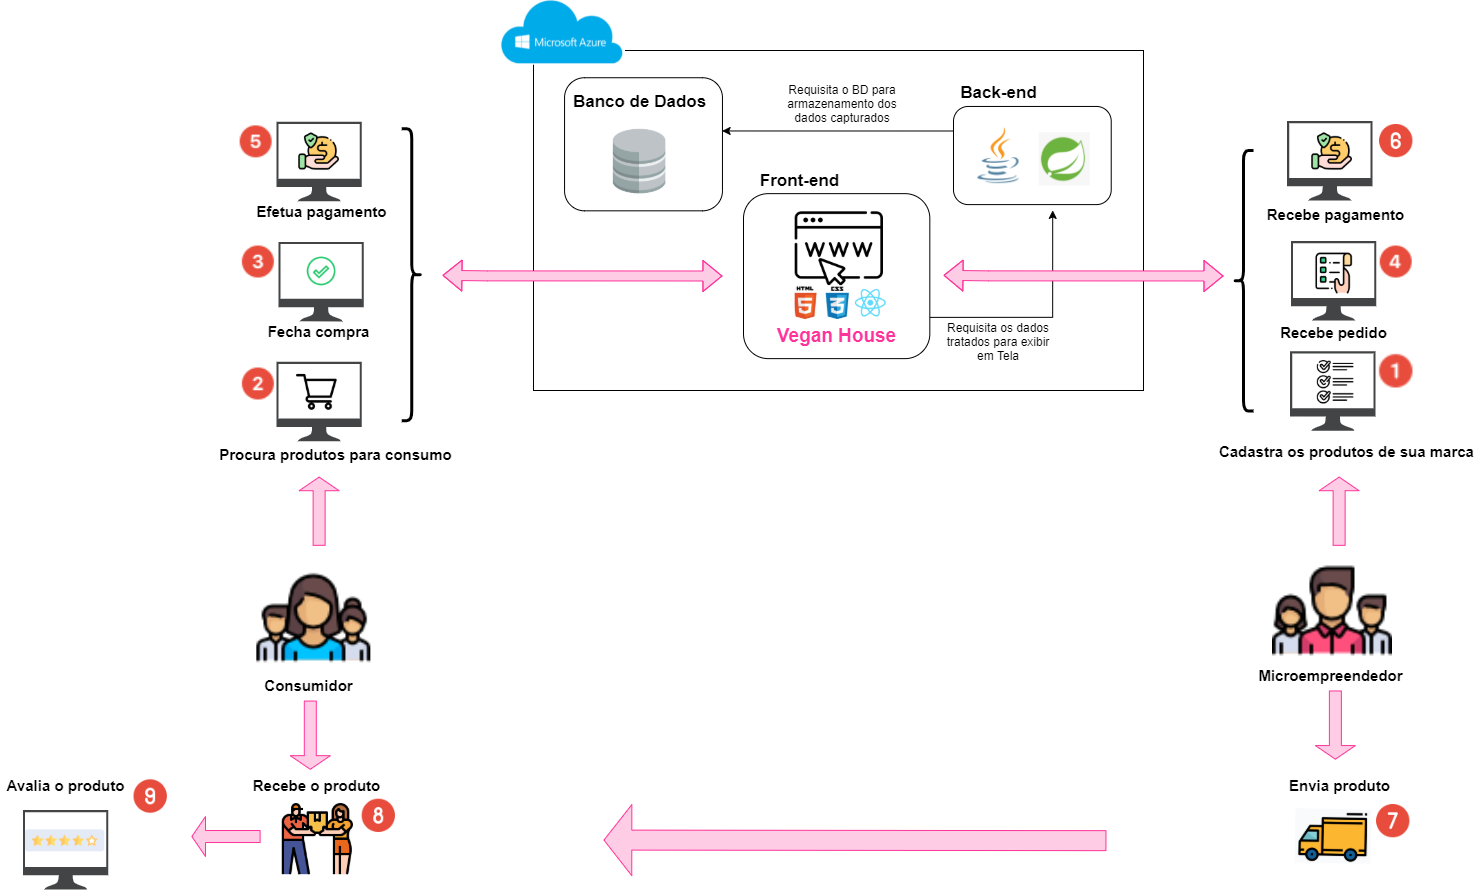 Microsoft Azure
Banco de Dados
Requisita o BD para
armazenamento dos
dados capturados
Back-end
Front-end
WWW
HTML
5
CSS
3
Vegan House
Requisita os dados
tratados para exibir
em Tela
5
Efetua pagamento
3
Fecha compra
2
Procura produtos para consumo
6
Recebe pagamento
4
Recebe pedido
1
Cadastra os produtos de sua marca
Consumidor
Microempreendedor
Avalia o produto
9
Recebe o produto
8
Envia produto
7